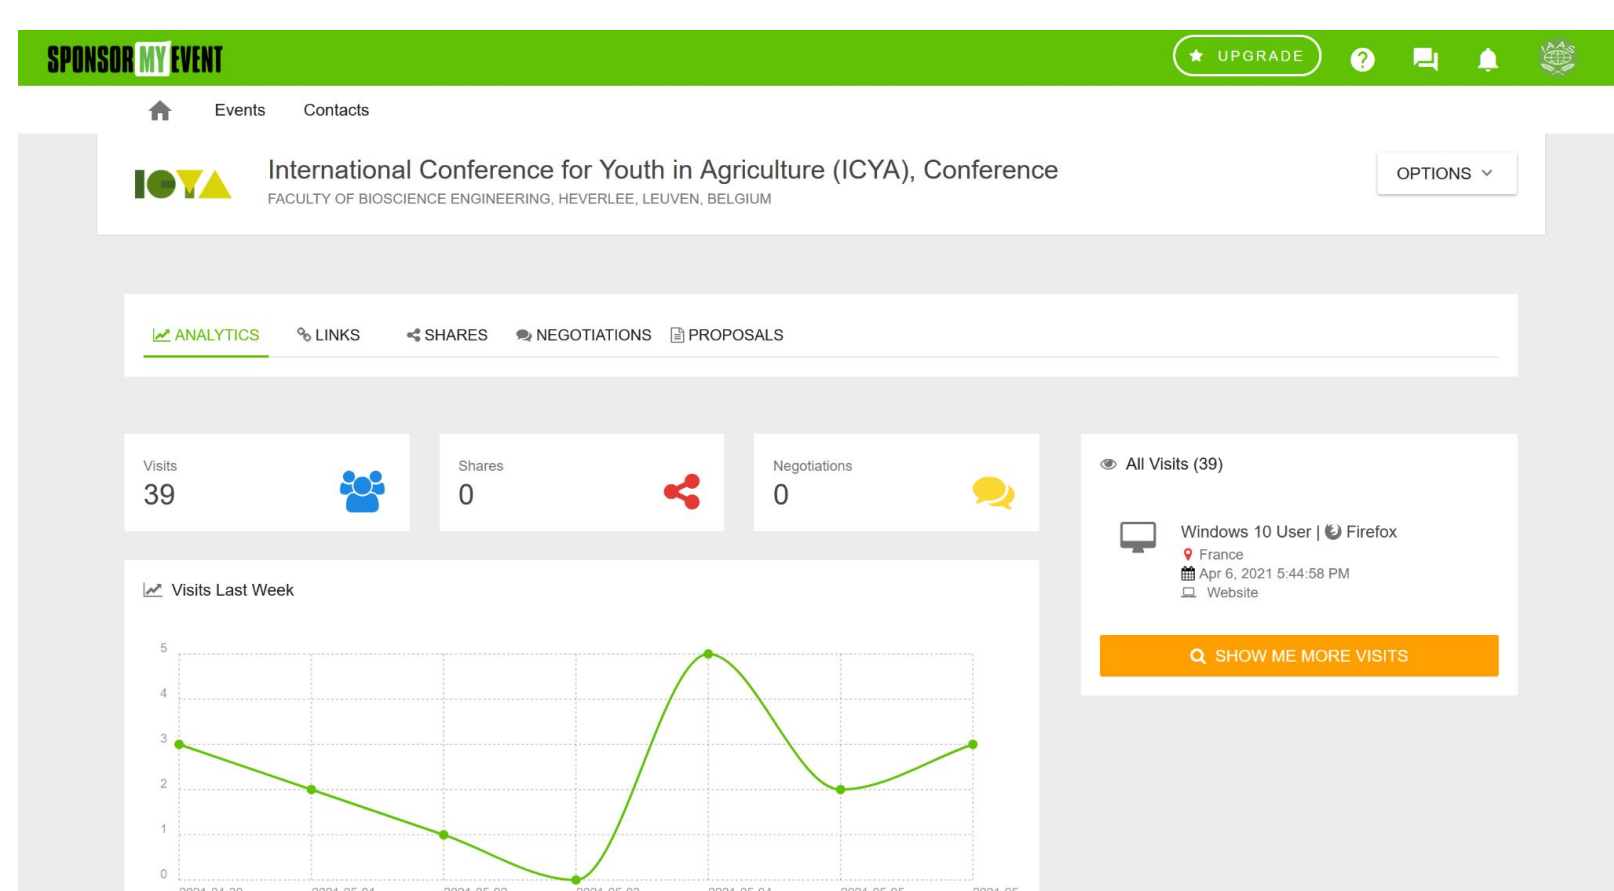 SPONSOR MY EVENT
UPGRADE
IAAS
Events Contacts
ICYA
International Conference for Youth in Agriculture (ICYA), Conference
FACULTY OF BIOSCIENCE ENGINEERING, HEVERLEE, LEUVEN, BELGIUM
OPTIONS
ANALYTICS LINKS SHARES NEGOTIATIONS PROPOSALS
Visits
39
Shares
0
Negotiations
0
All Visits (39)
Windows 10 User | Firefox
France
Apr 6, 2021 5:44:58 PM
Website
SHOW ME MORE VISITS
Visits Last Week
5
4
3
2
1
0